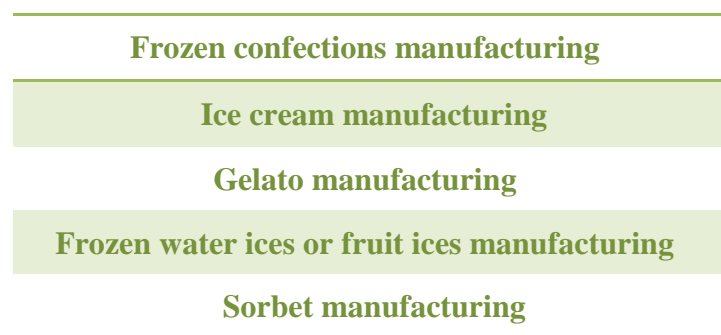 Frozen confections manufacturing
Ice cream manufacturing
Gelato manufacturing
Frozen water ices or fruit ices manufacturing
Sorbet manufacturing